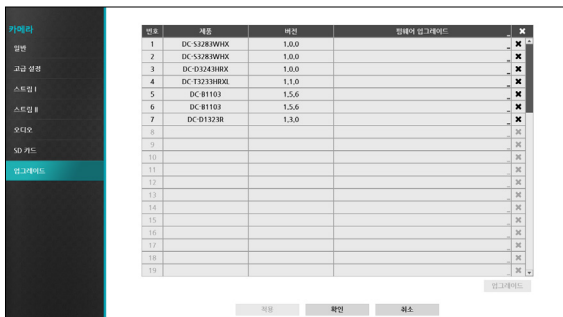 카메라
일반
고급 설정
스트림 I
스트림 II
오디오
SD 카드
업그레이드
번호 제품 버전 펌웨어 업그레이드 ✖
1 DC-S3283WHX 1,0,0 ... ✖
2 DC-S3283WHX 1,0,0 ... ✖
3 DC-D3243HRX 1,0,0 ... ✖
4 DC-T3233HRXL 1,1,0 ... ✖
5 DC-B1103 1,5,6 ... ✖
6 DC-B1103 1,5,6 ... ✖
7 DC-D1323R 1,3,0 ... ✖
8 ... ✖
9 ... ✖
10 ... ✖
11 ... ✖
12 ... ✖
13 ... ✖
14 ... ✖
15 ... ✖
16 ... ✖
17 ... ✖
18 ... ✖
19 ... ✖
업그레이드
적용 확인 취소